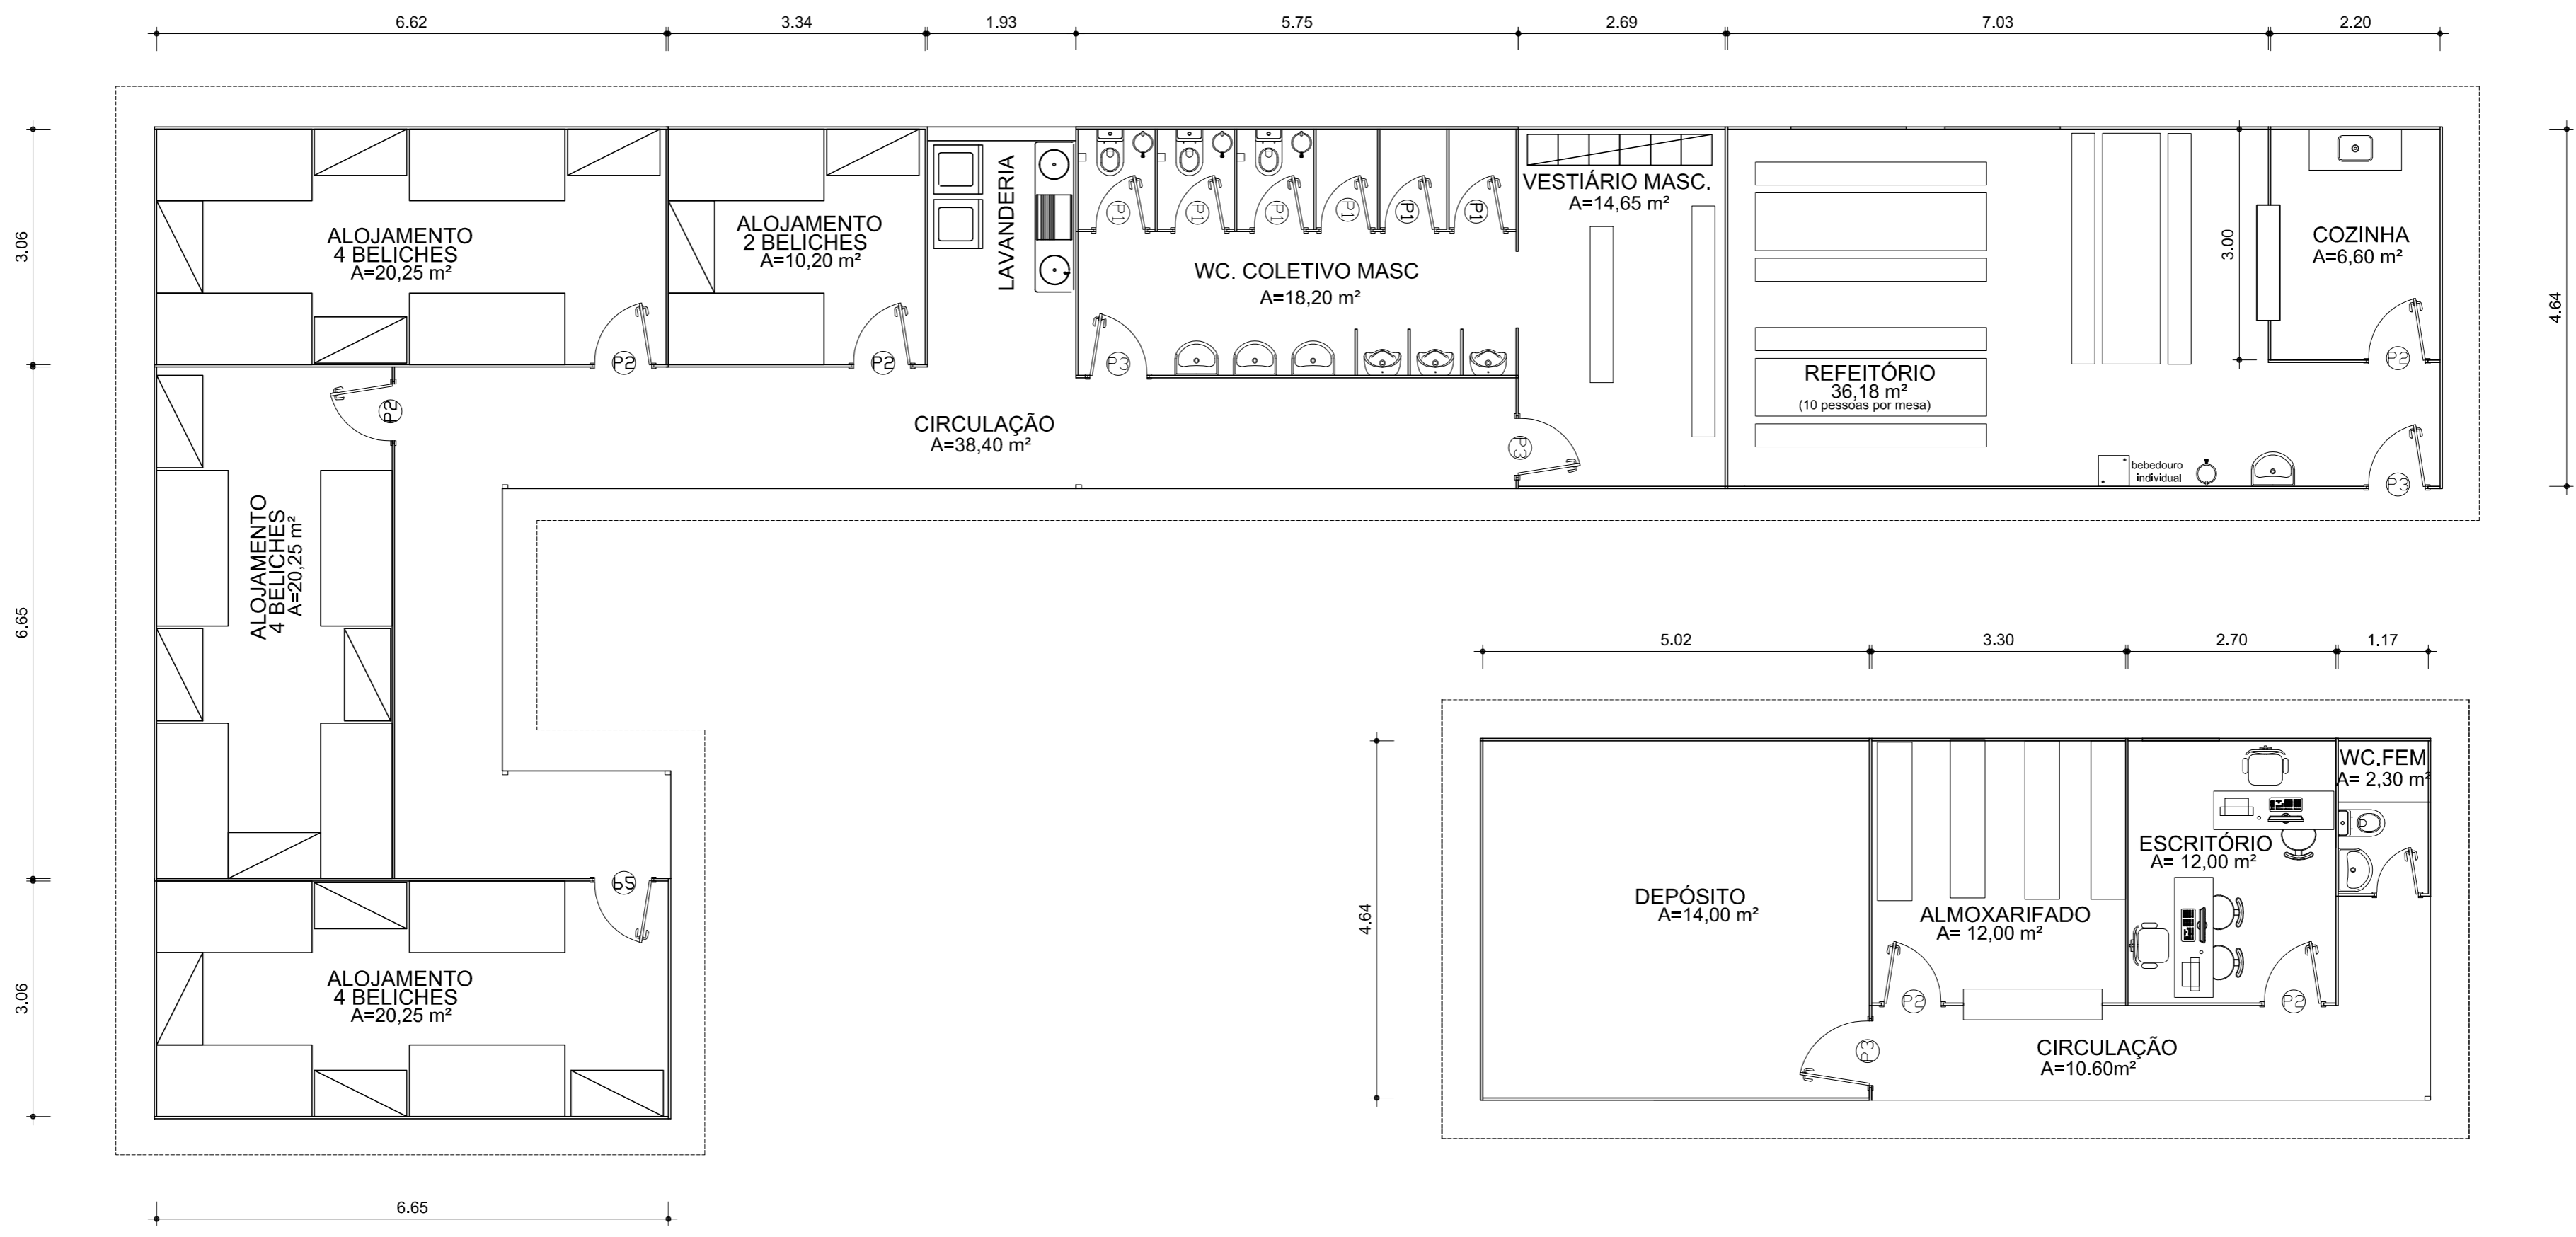 6.62
3.34
1.93
5.75
2.69
7.03
2.20
3.06
6.65
3.06
6.65
4.64
3.00
ALOJAMENTO
4 BELICHES
A=20,25 m²
P2
ALOJAMENTO
2 BELICHES
A=10,20 m²
P2
LAVANDERIA
P1
P1
P1
P1
P1
P1
WC. COLETIVO MASC
A=18,20 m²
P3
VESTIÁRIO MASC.
A=14,65 m²
P3
REFEITÓRIO
36,18 m²
(10 pessoas por mesa)
bebedouro
individual
P3
COZINHA
A=6,60 m²
P2
CIRCULAÇÃO
A=38,40 m²
ALOJAMENTO
4 BELICHES
A=20,25 m²
P2
ALOJAMENTO
4 BELICHES
A=20,25 m²
P2
5.02
3.30
2.70
1.17
4.64
DEPÓSITO
A=14,00 m²
P3
ALMOXARIFADO
A= 12,00 m²
P2
ESCRITÓRIO
A= 12,00 m²
P2
WC.FEM
A= 2,30 m²
CIRCULAÇÃO
A=10.60m²